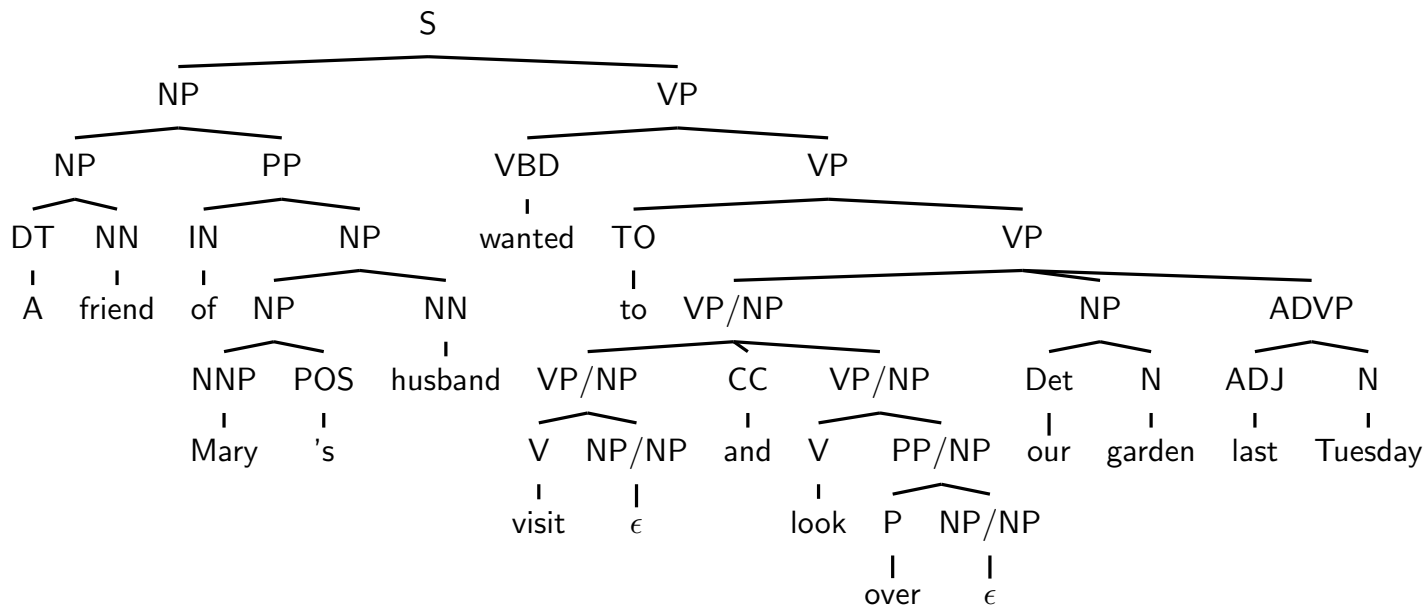 S
NP VP
NP PP VBD VP
DT NN IN NP wanted TO VP
A friend of NP NN to VP/NP NP ADVP
NNP POS husband VP/NP CC VP/NP Det N ADJ N
Mary 's V NP/NP and V PP/NP our garden last Tuesday
visit ϵ look P NP/NP
over ϵ